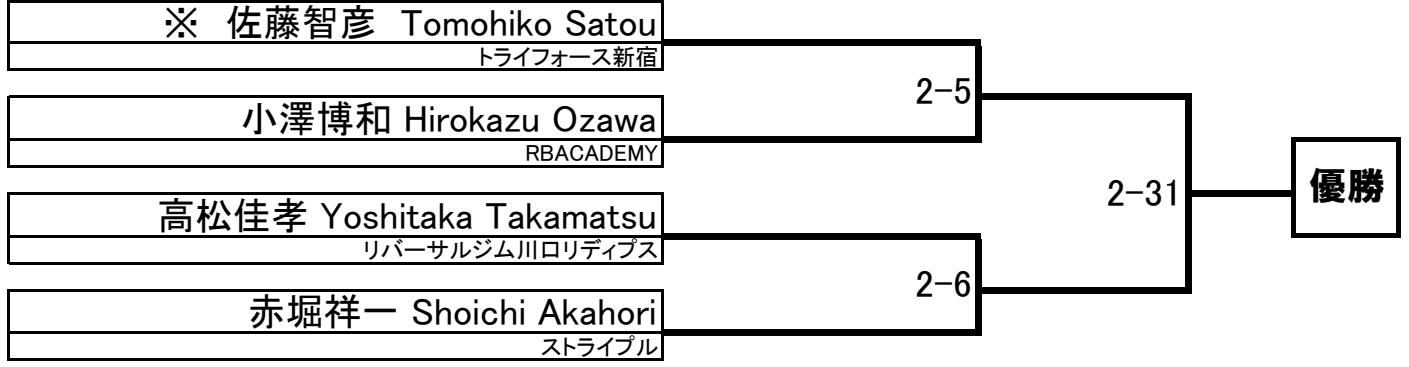 ※ 佐藤智彦 Tomohiko Satou
トライフォース新宿
2-5
小澤博和 Hirokazu Ozawa
RBACADEMY
2-31
優勝
高松佳孝 Yoshitaka Takamatsu
リバーサルジム川口リディプス
2-6
赤堀祥一 Shoichi Akahori
ストライプル